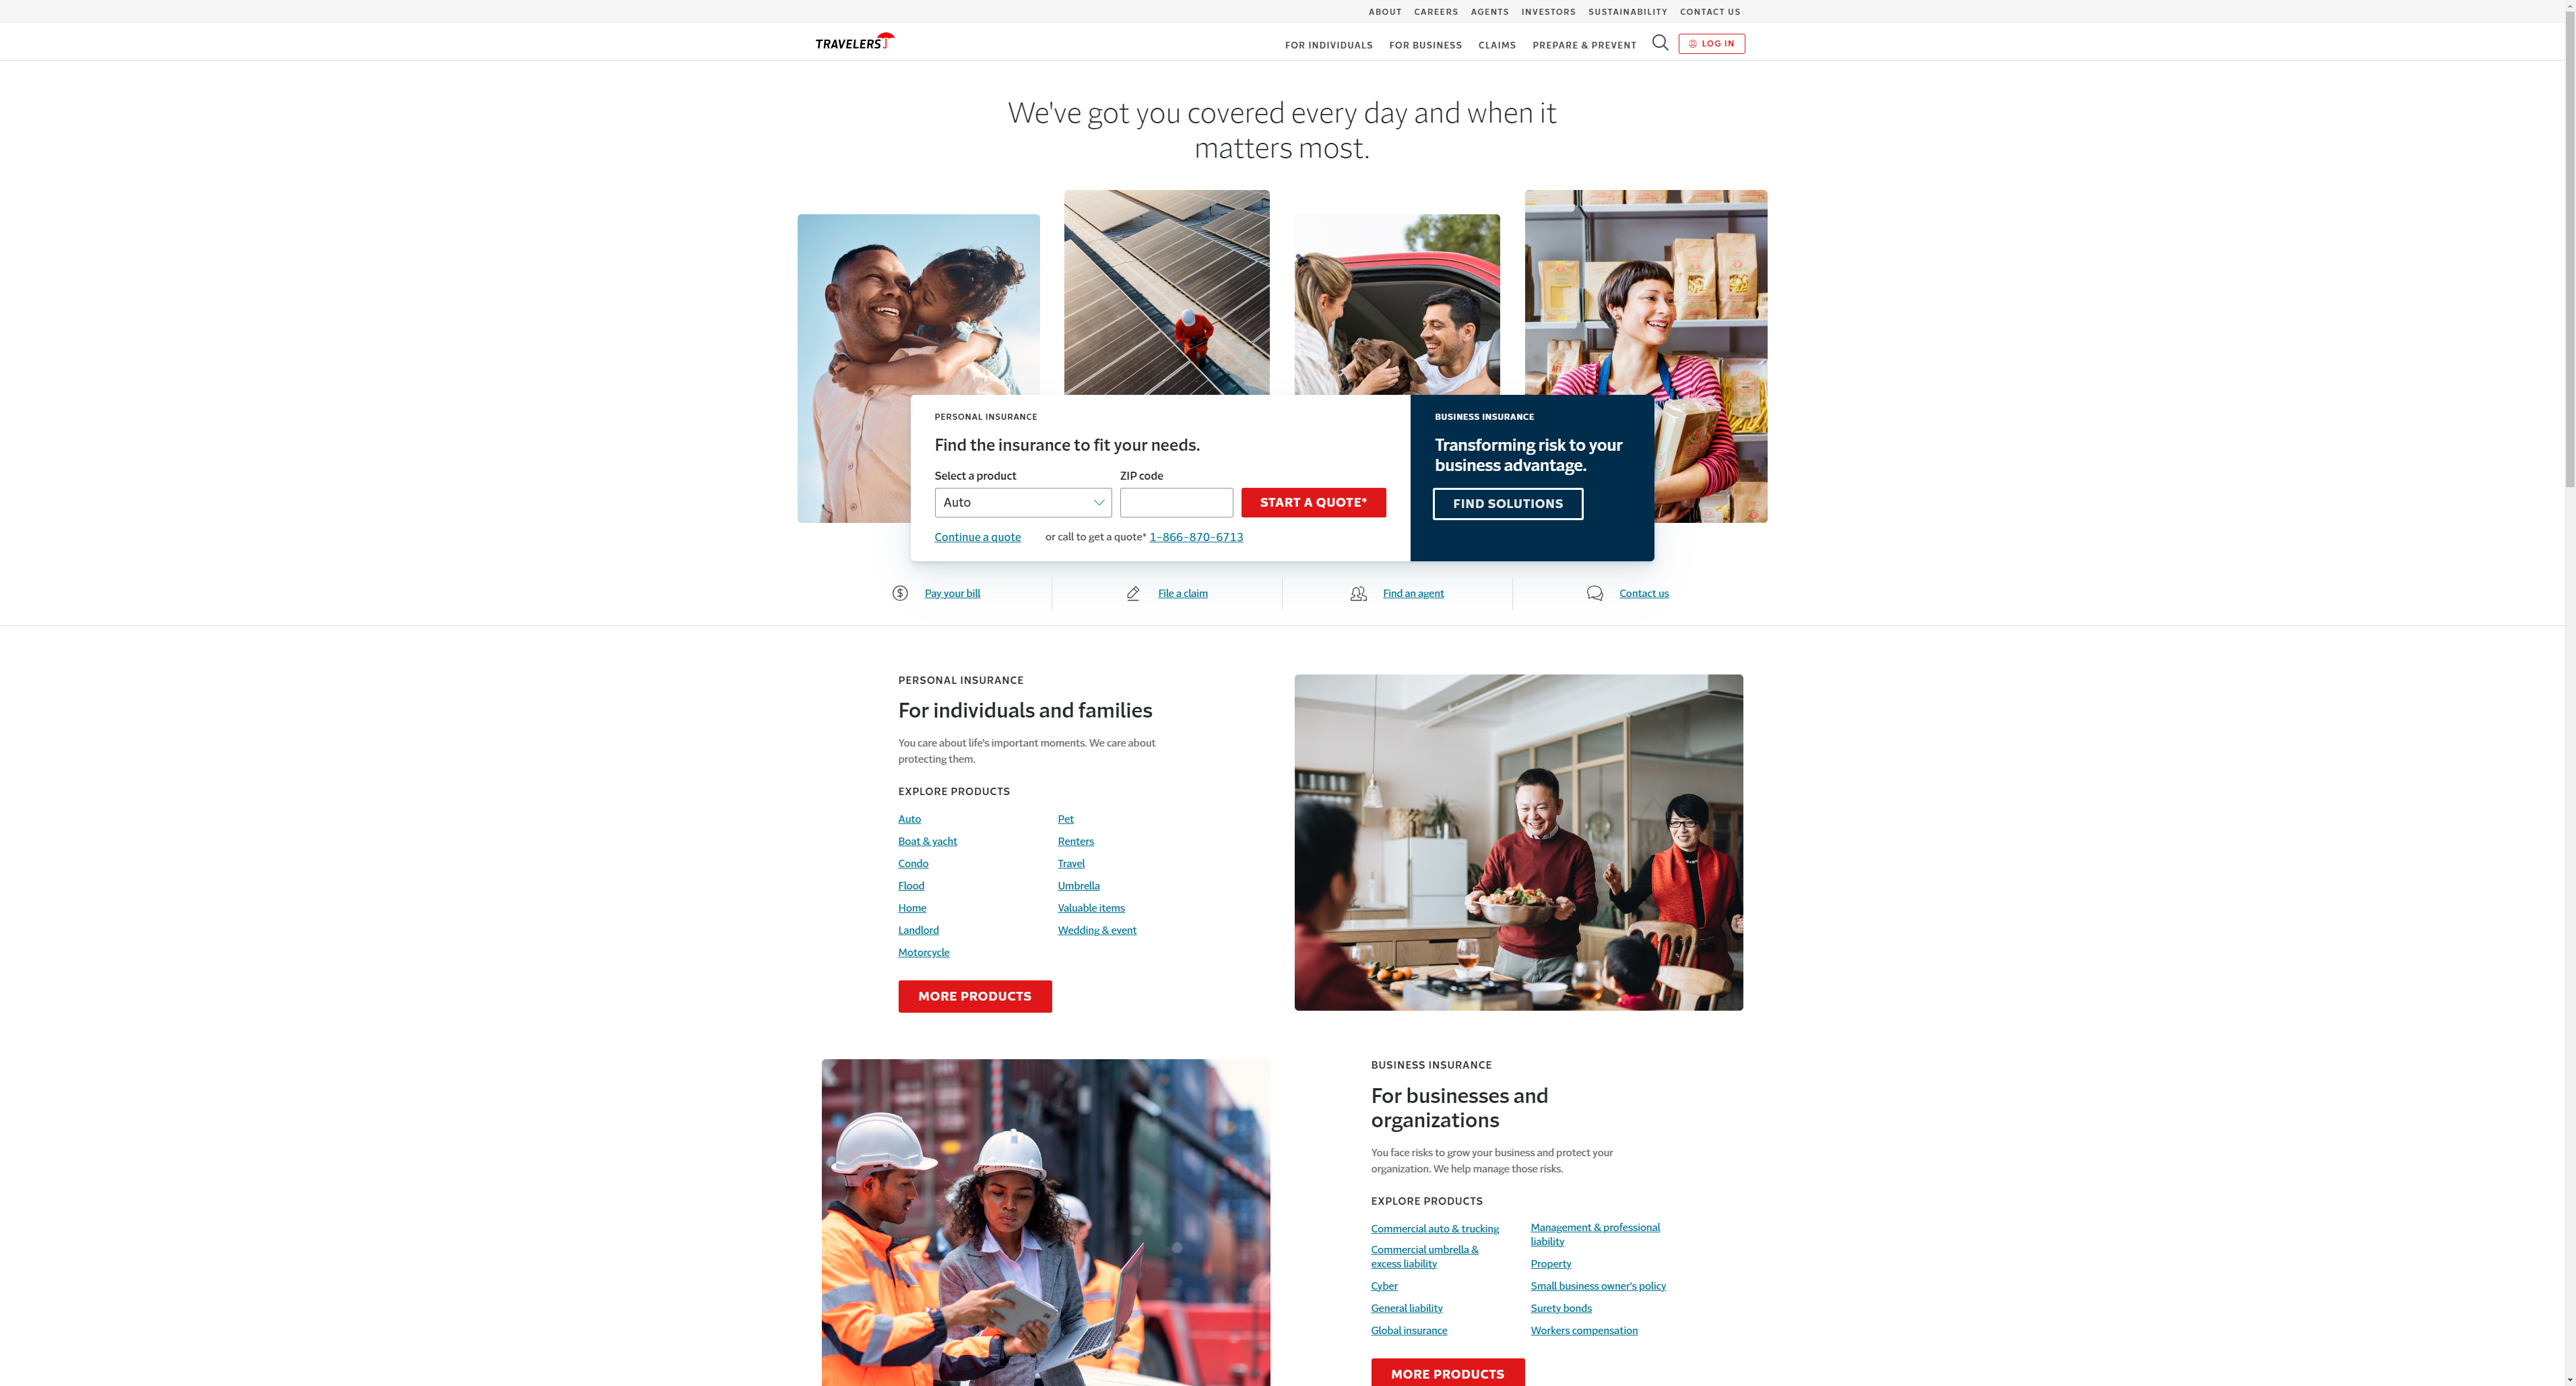 ABOUT CAREERS AGENTS INVESTORS SUSTAINABILITY CONTACT US
TRAVELERS
FOR INDIVIDUALS FOR BUSINESS CLAIMS PREPARE & PREVENT LOG IN
We've got you covered every day and when it
matters most.
PERSONAL INSURANCE
Find the insurance to fit your needs.
Select a product ZIP code
Auto START A QUOTE*
Continue a quote or call to get a quote* 1-866-870-6713
BUSINESS INSURANCE
Transforming risk to your
business advantage.
FIND SOLUTIONS
Pay your bill File a claim Find an agent Contact us
PERSONAL INSURANCE
For individuals and families
You care about life's important moments. We care about
protecting them.
EXPLORE PRODUCTS
Auto
Boat & yacht
Condo
Flood
Home
Landlord
Motorcycle
Pet
Renters
Travel
Umbrella
Valuable items
Wedding & event
MORE PRODUCTS
BUSINESS INSURANCE
For businesses and
organizations
You face risks to grow your business and protect your
organization. We help manage those risks.
EXPLORE PRODUCTS
Commercial auto & trucking
Commercial umbrella &
excess liability
Cyber
General liability
Global insurance
Management & professional
liability
Property
Small business owner's policy
Surety bonds
Workers compensation
MORE PRODUCTS